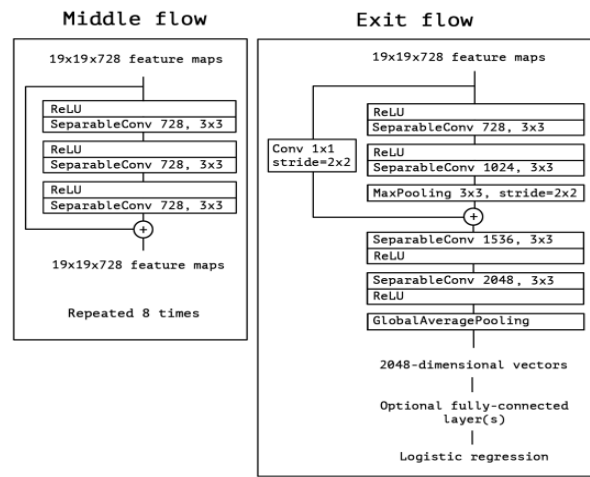 Middle flow
19x19x728 feature maps
ReLU
SeparableConv 728, 3x3
ReLU
SeparableConv 728, 3x3
ReLU
SeparableConv 728, 3x3
+
19x19x728 feature maps
Repeated 8 times
Exit flow
19x19x728 feature maps
Conv 1x1
stride=2x2
ReLU
SeparableConv 728, 3x3
ReLU
SeparableConv 1024, 3x3
MaxPooling 3x3, stride=2x2
+
SeparableConv 1536, 3x3
ReLU
SeparableConv 2048, 3x3
ReLU
GlobalAveragePooling
2048-dimensional vectors
Optional fully-connected
layer(s)
Logistic regression